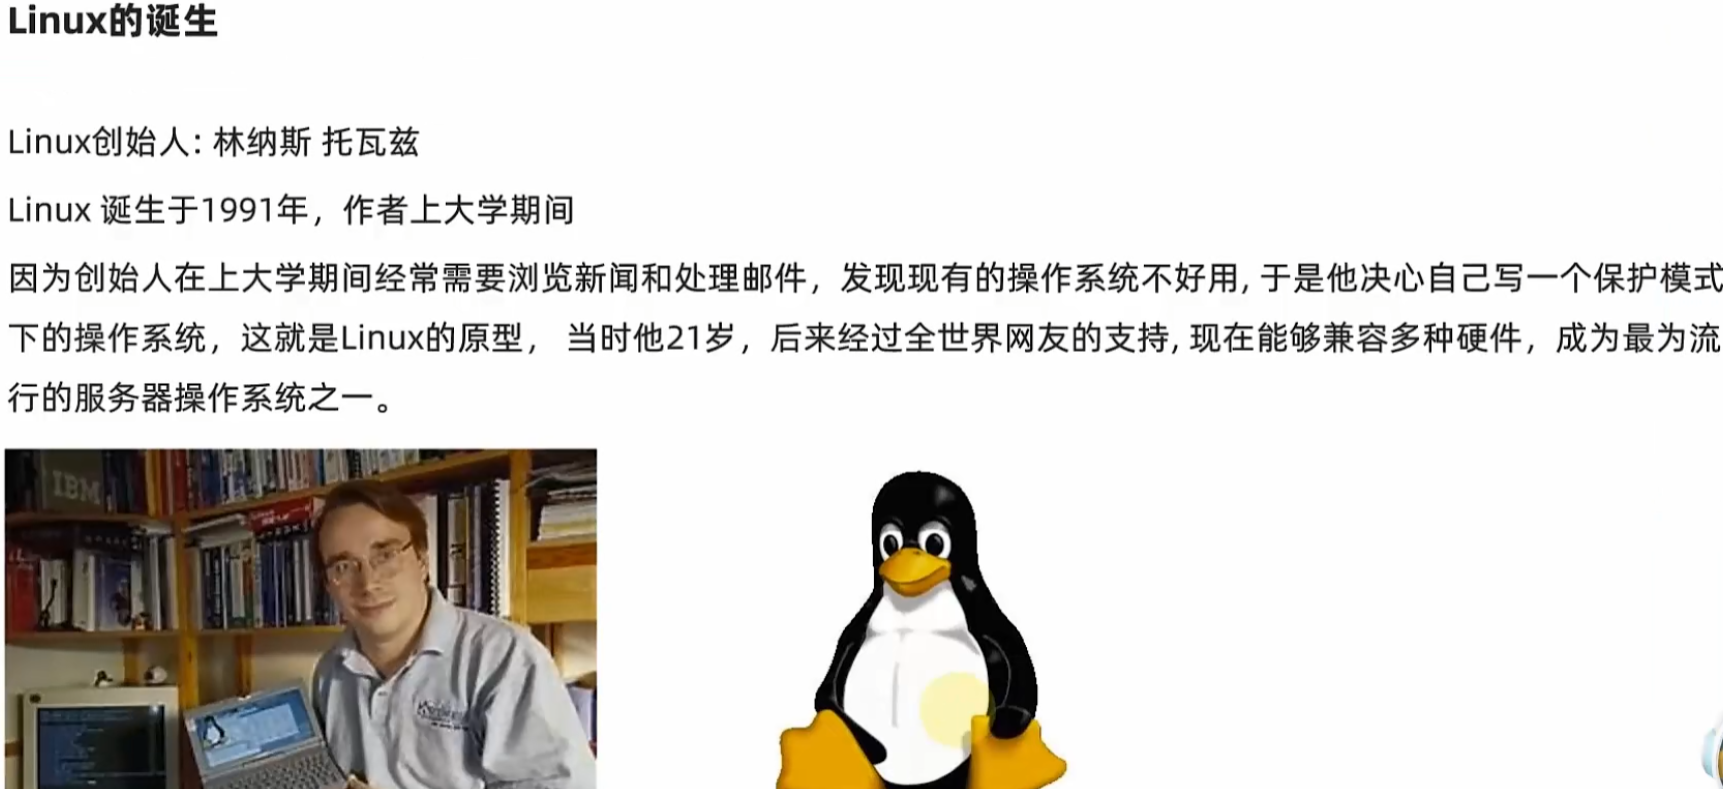 Linux的诞生
Linux创始人: 林纳斯 托瓦兹
Linux 诞生于1991年，作者上大学期间
因为创始人在上大学期间经常需要浏览新闻和处理邮件，发现现有的操作系统不好用, 于是他决心自己写一个保护模式
下的操作系统，这就是Linux的原型， 当时他21岁，后来经过全世界网友的支持, 现在能够兼容多种硬件，成为最为流
行的服务器操作系统之一。
IBM